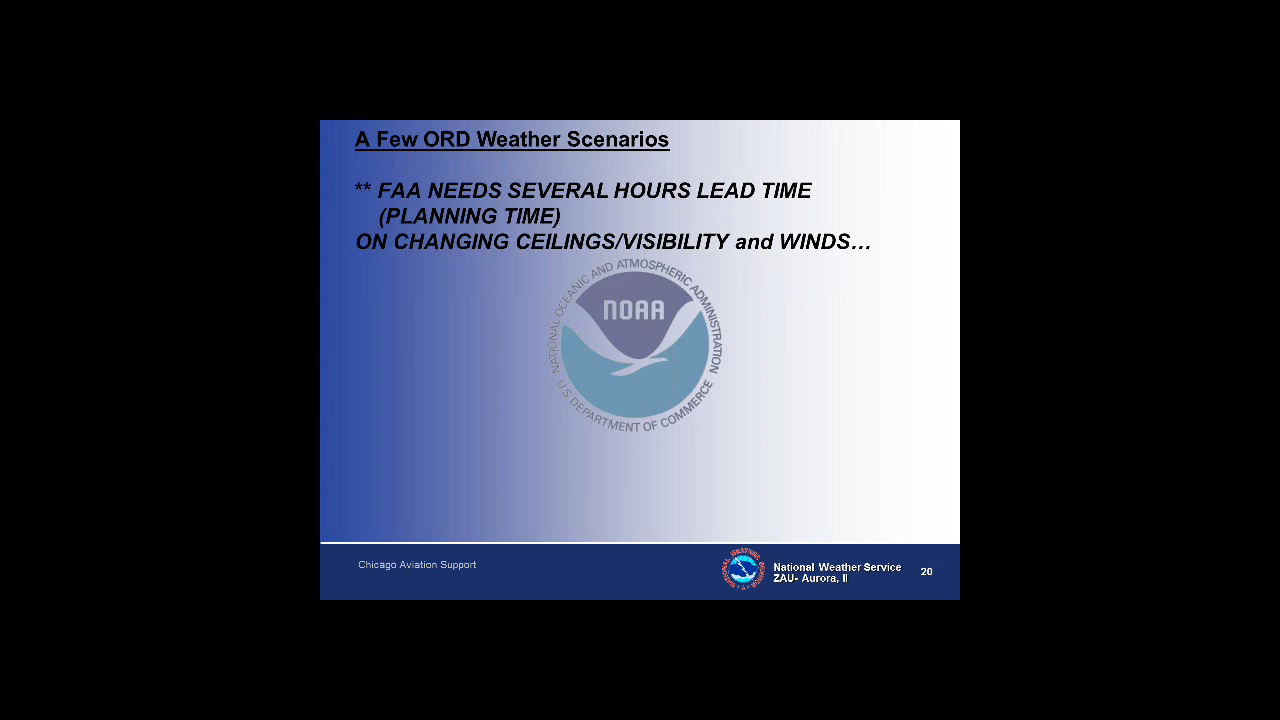 A Few ORD Weather Scenarios
** FAA NEEDS SEVERAL HOURS LEAD TIME
(PLANNING TIME)
ON CHANGING CEILINGS/VISIBILITY and WINDS…
NATIONAL OCEANIC AND ATMOSPHERIC ADMINISTRATION
NOAA
U.S. DEPARTMENT OF COMMERCE
Chicago Aviation Support
National Weather Service
ZAU- Aurora, Il
20